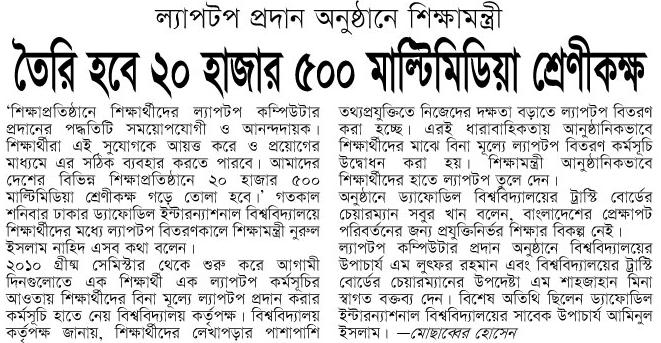 ল্যাপটপ প্রদান অনুষ্ঠানে শিক্ষামন্ত্রী
তৈরি হবে ২০ হাজার ৫০০ মাল্টিমিডিয়া শ্রেণীকক্ষ
‘শিক্ষাপ্রতিষ্ঠানে শিক্ষার্থীদের ল্যাপটপ কম্পিউটার
প্রদানের পদ্ধতিটি সময়োপযোগী ও আনন্দদায়ক।
শিক্ষার্থীরা এই সুযোগকে আয়ত্ত করে ও প্রয়োগের
মাধ্যমে এর সঠিক ব্যবহার করতে পারবে। আমাদের
দেশের বিভিন্ন শিক্ষাপ্রতিষ্ঠানে ২০ হাজার ৫০০
মাল্টিমিডিয়া শ্রেণীকক্ষ গড়ে তোলা হবে।’ গতকাল
শনিবার ঢাকার ড্যাফোডিল ইন্টারন্যাশনাল বিশ্ববিদ্যালয়ে
শিক্ষার্থীদের মধ্যে ল্যাপটপ বিতরণকালে শিক্ষামন্ত্রী নুরুল
ইসলাম নাহিদ এসব কথা বলেন।
২০১০ গ্রীষ্ম সেমিস্টার থেকে শুরু করে আগামী
দিনগুলোতে এক শিক্ষার্থী এক ল্যাপটপ কর্মসূচির
আওতায় শিক্ষার্থীদের বিনা মূল্যে ল্যাপটপ প্রদান করার
কর্মসূচি হাতে নেয় বিশ্ববিদ্যালয় কর্তৃপক্ষ। বিশ্ববিদ্যালয়
কর্তৃপক্ষ জানায়, শিক্ষার্থীদের লেখাপড়ার পাশাপাশি
তথ্যপ্রযুক্তিতে নিজেদের দক্ষতা বাড়াতে ল্যাপটপ বিতরণ
করা হচ্ছে। এরই ধারাবাহিকতায় আনুষ্ঠানিকভাবে
শিক্ষার্থীদের মাঝে বিনা মূল্যে ল্যাপটপ বিতরণ কর্মসূচি
উদ্বোধন করা হয়। শিক্ষামন্ত্রী আনুষ্ঠানিকভাবে
শিক্ষার্থীদের হাতে ল্যাপটপ তুলে দেন।
অনুষ্ঠানে ড্যাফোডিল বিশ্ববিদ্যালয়ের ট্রাস্টি বোর্ডের
চেয়ারম্যান সবুর খান বলেন, বাংলাদেশের প্রেক্ষাপট
পরিবর্তনের জন্য প্রযুক্তিনির্ভর শিক্ষার বিকল্প নেই।
ল্যাপটপ কম্পিউটার প্রদান অনুষ্ঠানে বিশ্ববিদ্যালয়ের
উপাচার্য এম লুৎফর রহমান এবং বিশ্ববিদ্যালয়ের ট্রাস্টি
বোর্ডের চেয়ারম্যানের উপদেষ্টা এম শাহজাহান মিনা
স্বাগত বক্তব্য দেন। বিশেষ অতিথি ছিলেন ড্যাফোডিল
ইন্টারন্যাশনাল বিশ্ববিদ্যালয়ের সাবেক উপাচার্য আমিনুল
ইসলাম। —মোছাব্বের হোসেন